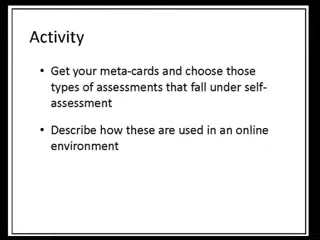 Activity
• Get your meta-cards and choose those
types of assessments that fall under self-
assessment
• Describe how these are used in an online
environment